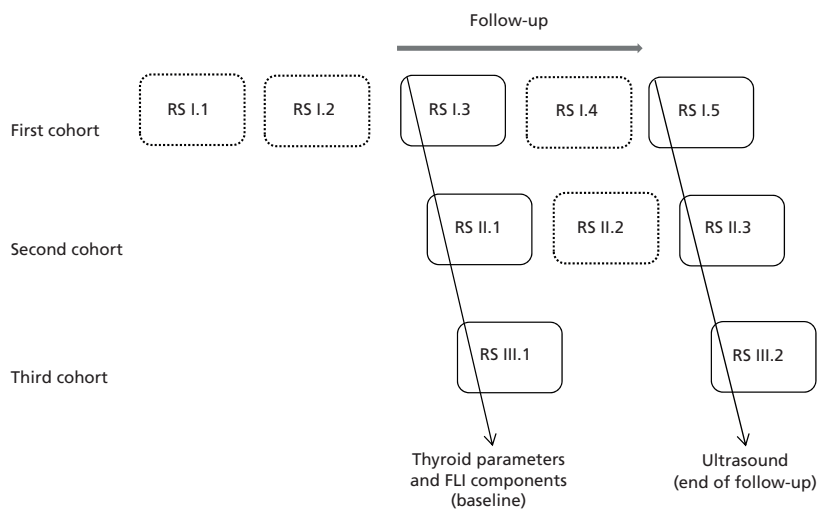 Follow-up
First cohort
RS I.1
RS I.2
RS I.3
RS I.4
RS I.5
Second cohort
RS II.1
RS II.2
RS II.3
Third cohort
RS III.1
RS III.2
Thyroid parameters
and FLI components
(baseline)
Ultrasound
(end of follow-up)